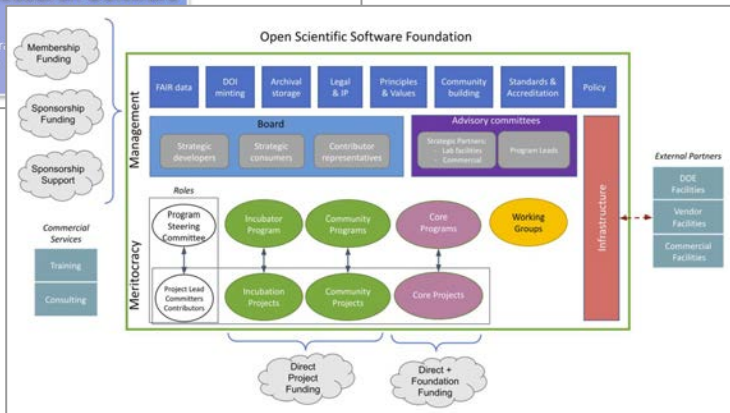 Open Scientific Software Foundation
Membership
Funding
Sponsorship
Funding
Sponsorship
Support
Commercial
Services
Training
Consulting
Management
FAIR data
DOI
minting
Archival
storage
Legal
& IP
Principles
& Values
Community
building
Standards &
Accreditation
Policy
Board
Strategic
developers
Strategic
consumers
Contributor
representatives
Advisory committees
Strategic Partners:
- Lab facilities
- Commercial
Program Leads
Meritocracy
Roles
Program
Steering
Committee
Incubator
Program
Community
Programs
Core
Programs
Working
Groups
Project Lead
Committers
Contributors
Incubation
Projects
Community
Projects
Core Projects
Infrastructure
External Partners
DOE
Facilities
Vendor
Facilities
Commercial
Facilities
Direct
Project
Funding
Direct +
Foundation
Funding